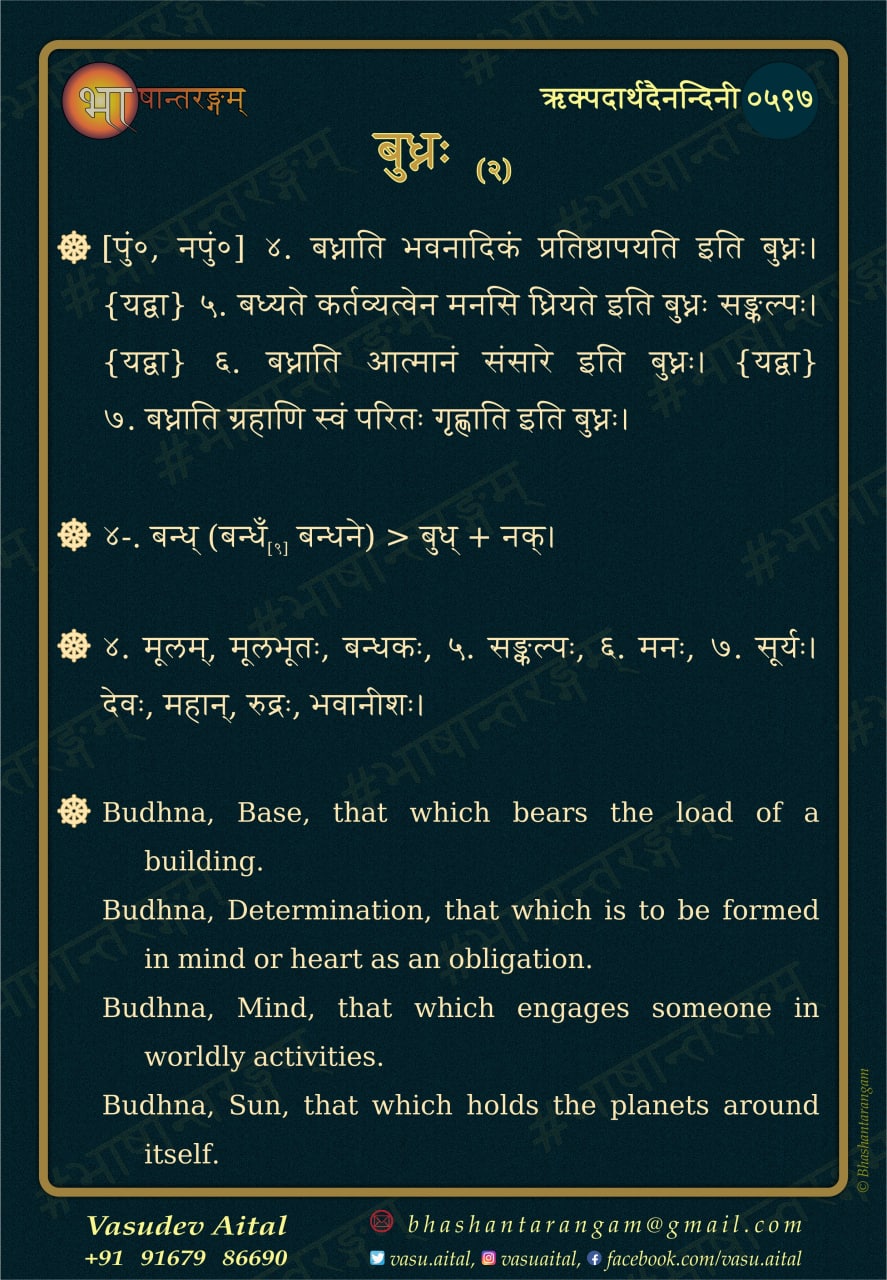 भाषान्तरङ्गम्
ऋक्पदार्थदैनन्दिनी ०५९७
बुध्नः (२)
[पुं०, नपुं०] ४. बध्नाति भवनादिकं प्रतिष्ठापयति इति बुध्नः।
{यद्वा} ५. बध्यते कर्तव्यत्वेन मनसि ध्रियते इति बुध्नः सङ्कल्पः।
{यद्वा} ६. बध्नाति आत्मानं संसारे इति बुध्नः। {यद्वा}
७. बध्नाति ग्रहाणि स्वं परितः गृह्णाति इति बुध्नः।
४-. बन्ध् (बन्धँ[९] बन्धने) > बुध् + नक्।
४. मूलम्, मूलभूतः, बन्धकः, ५. सङ्कल्पः, ६. मनः, ७. सूर्यः।
देवः, महान्, रुद्रः, भवानीशः।
Budhna, Base, that which bears the load of a
building.
Budhna, Determination, that which is to be formed
in mind or heart as an obligation.
Budhna, Mind, that which engages someone in
worldly activities.
Budhna, Sun, that which holds the planets around
itself.
© Bhashantarangam
Vasudev Aital
+91 91679 86690
bhashantarangam@gmail.com
vasu.aital, vasuaital, facebook.com/vasu.aital
#भाषान्तरङ्गम्